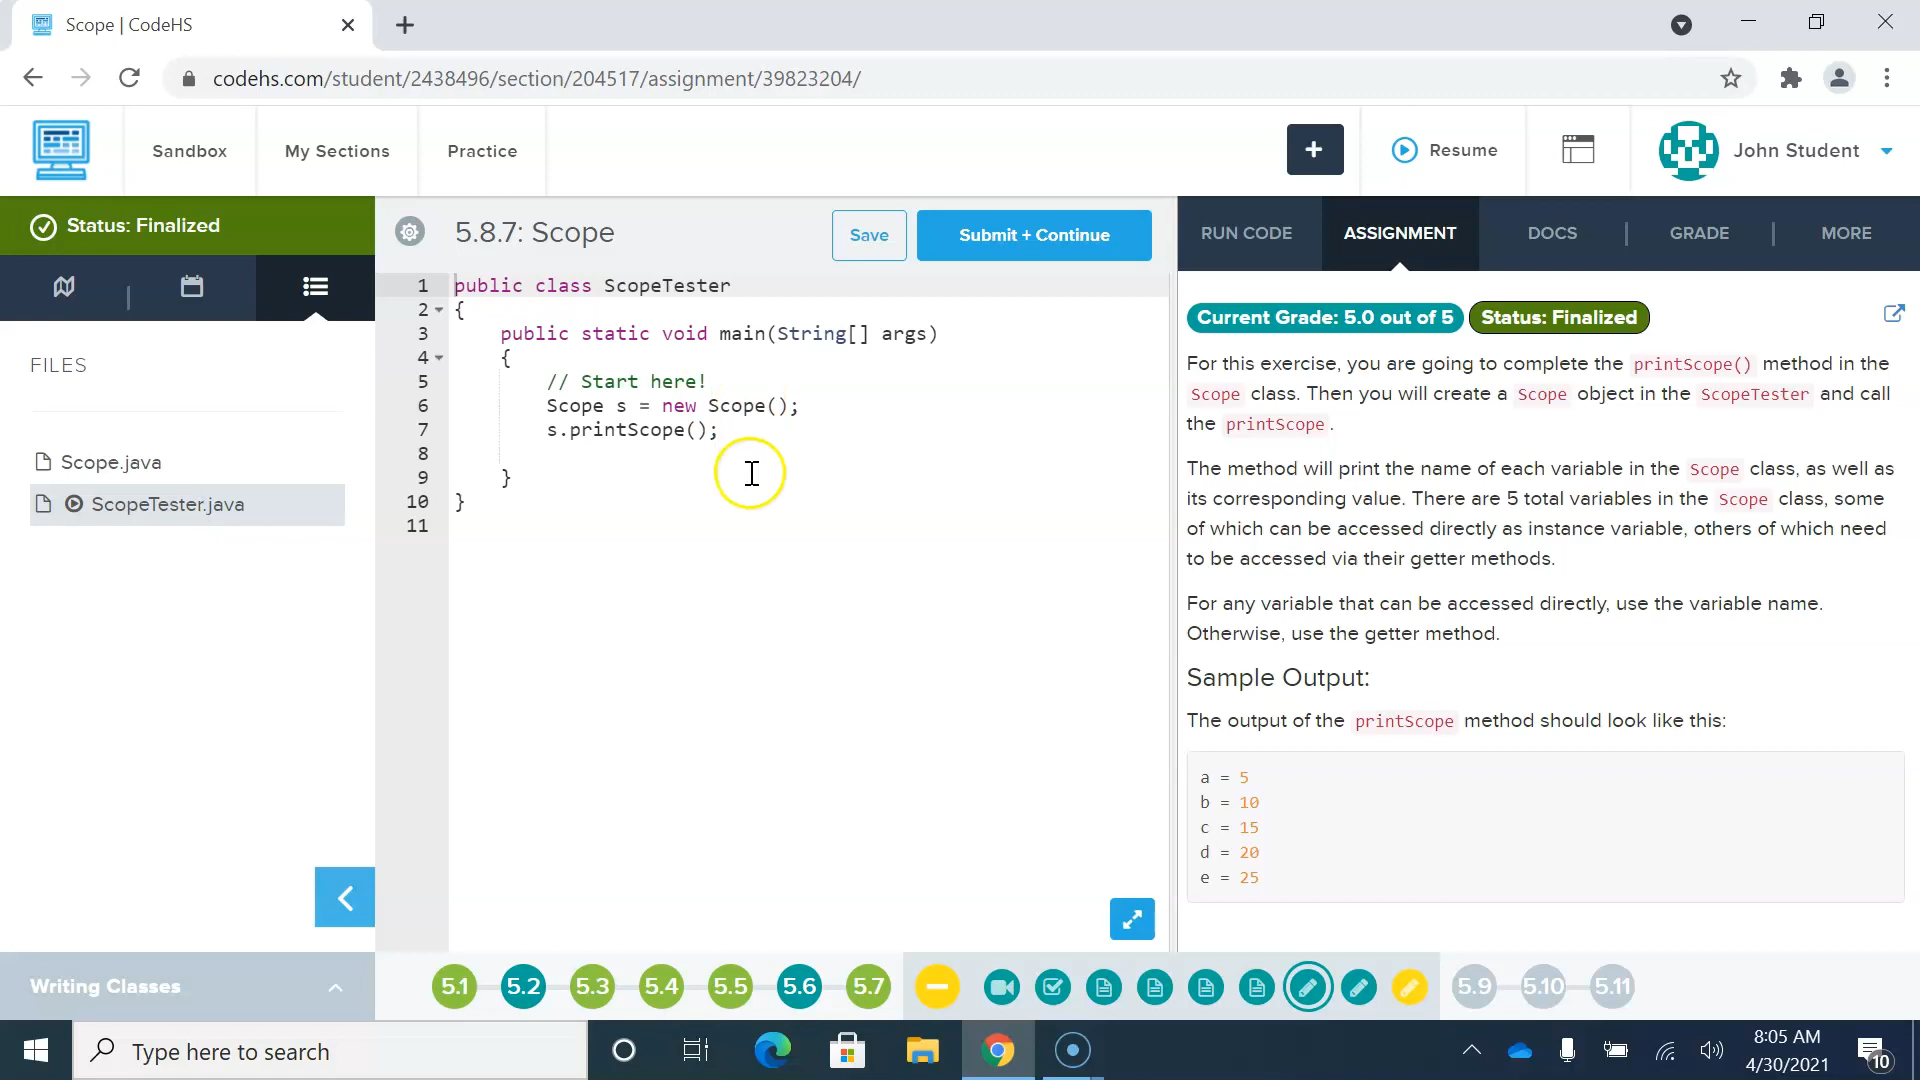 Scope | CodeHS
codehs.com/student/2438496/section/204517/assignment/39823204/
Sandbox
My Sections
Practice
Resume
John Student
Status: Finalized
FILES
Scope.java
ScopeTester.java
5.8.7: Scope
Save
Submit + Continue
1 public class ScopeTester
2 {
3 public static void main(String[] args)
4 {
5 // Start here!
6 Scope s = new Scope();
7 s.printScope();
8
9 }
10 }
11
RUN CODE
ASSIGNMENT
DOCS
GRADE
MORE
Current Grade: 5.0 out of 5
Status: Finalized
For this exercise, you are going to complete the printScope() method in the
Scope class. Then you will create a Scope object in the ScopeTester and call
the printScope.
The method will print the name of each variable in the Scope class, as well as
its corresponding value. There are 5 total variables in the Scope class, some
of which can be accessed directly as instance variable, others of which need
to be accessed via their getter methods.
For any variable that can be accessed directly, use the variable name.
Otherwise, use the getter method.
Sample Output:
The output of the printScope method should look like this:
a = 5
b = 10
c = 15
d = 20
e = 25
Writing Classes
5.1
5.2
5.3
5.4
5.5
5.6
5.7
5.9
5.10
5.11
Type here to search
8:05 AM
4/30/2021
10